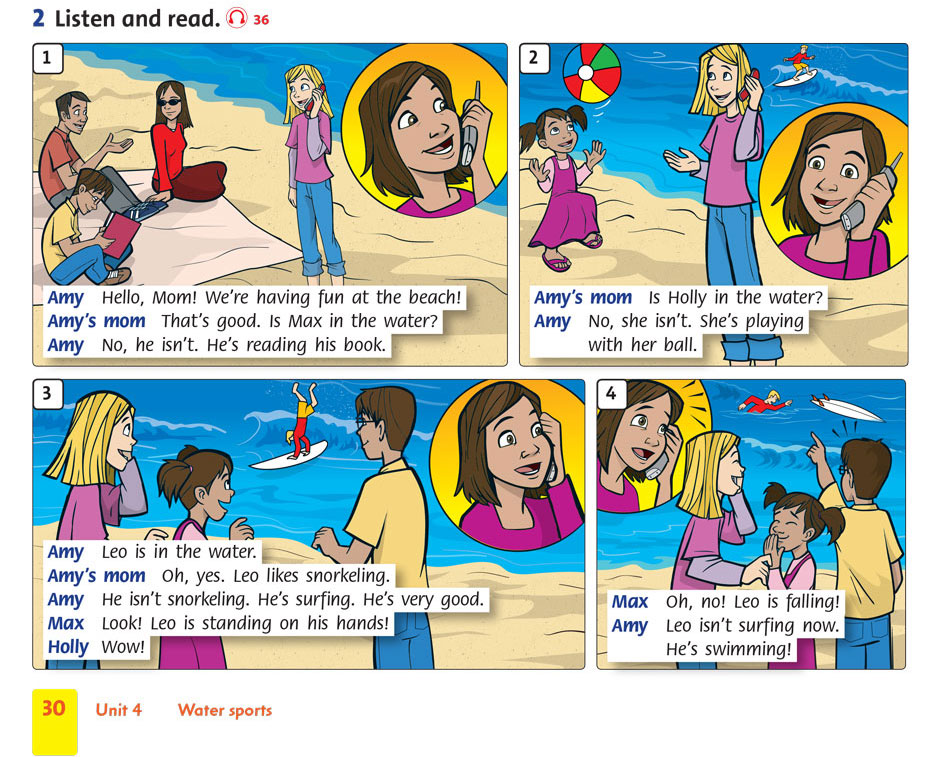 2 Listen and read. 36
1
Amy Hello, Mom! We're having fun at the beach!
Amy's mom That's good. Is Max in the water?
Amy No, he isn't. He's reading his book.
2
Amy's mom Is Holly in the water?
Amy No, she isn't. She's playing
with her ball.
3
Amy Leo is in the water.
Amy's mom Oh, yes. Leo likes snorkeling.
Amy He isn't snorkeling. He's surfing. He's very good.
Max Look! Leo is standing on his hands!
Holly Wow!
4
Max Oh, no! Leo is falling!
Amy Leo isn't surfing now.
He's swimming!
30 Unit 4 Water sports